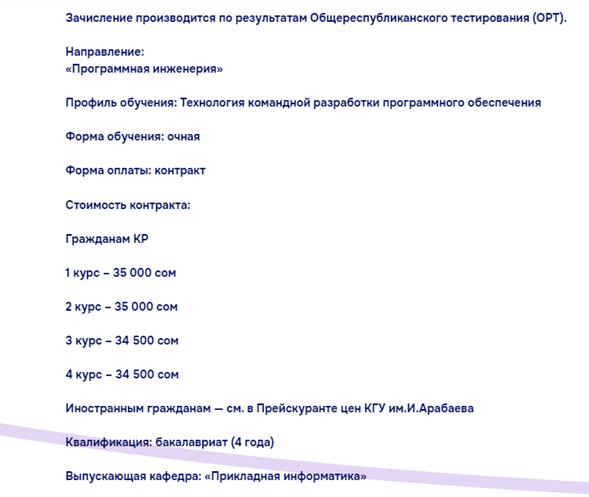 Зачисление производится по результатам Общереспубликанского тестирования (ОРТ).
Направление:
«Программная инженерия»
Профиль обучения: Технология командной разработки программного обеспечения
Форма обучения: очная
Форма оплаты: контракт
Стоимость контракта:
Гражданам КР
1 курс – 35 000 сом
2 курс – 35 000 сом
3 курс – 34 500 сом
4 курс – 34 500 сом
Иностранным гражданам — см. в Прейскуранте цен КГУ им.И.Арабаева
Квалификация: бакалавриат (4 года)
Выпускающая кафедра: «Прикладная информатика»